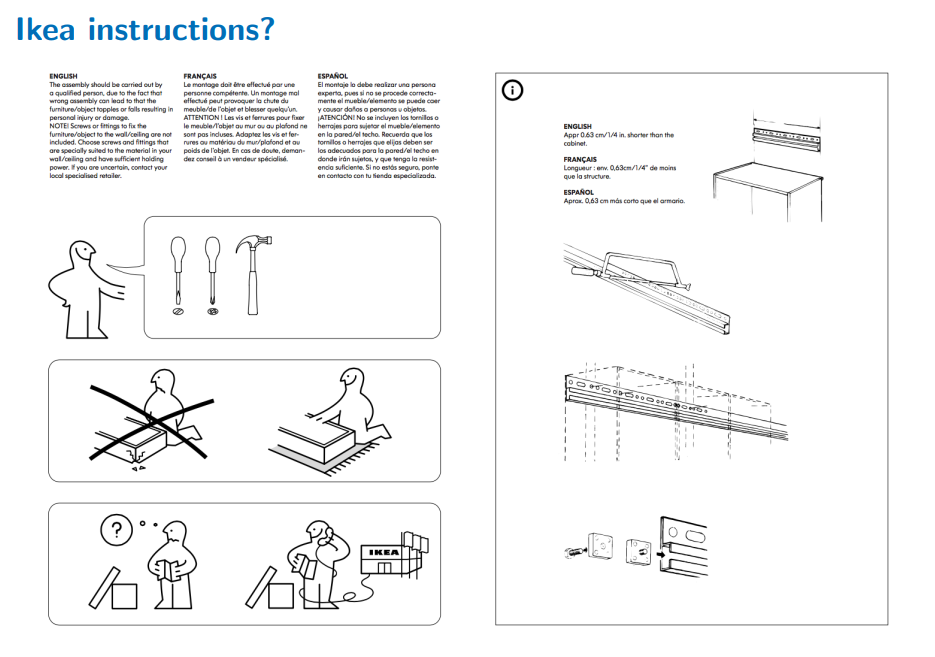 Ikea instructions?
ENGLISH
The assembly should be carried out by
a qualified person, due to the fact that
wrong assembly can lead to that the
furniture/object topples or falls resulting in
personal injury or damage.
NOTE! Screws or fittings to fix the
furniture/object to the wall/ceiling are not
included. Choose screws and fittings that
are specially suited to the material in your
wall/ceiling and have sufficient holding
power. If you are uncertain, contact your
local specialised retailer.
FRANÇAIS
Le montage doit être effectué par une
personne compétente. Un montage mal
effectué peut provoquer la chute du
meuble/de l'objet et blesser quelqu'un.
ATTENTION ! Les vis et ferrures pour fixer
le meuble/l'objet au mur ou au plafond ne
sont pas incluses. Adaptez les vis et fer-
rures au matériau du mur/plafond et au
poids de l'objet. En cas de doute, deman-
dez conseil à un vendeur spécialisé.
ESPAÑOL
El montaje lo debe realizar una persona
experta, pues si no se procede correcta-
mente el mueble/elemento se puede caer
y causar daños a personas u objetos.
¡ATENCIÓN! No se incluyen los tornillos o
herrajes para sujetar el mueble/elemento
en la pared/el techo. Recuerda que los
tornillos o herrajes que elijas deben ser
los adecuados para la pared/el techo en
donde irán sujetos, y que tenga la resist-
encia suficiente. Si no estás seguro, ponte
en contacto con tu tienda especializada.
?
IKEA
i
ENGLISH
Appr 0.63 cm/1/4 in. shorter than the
cabinet.
FRANÇAIS
Longueur : env. 0,63cm/1/4" de moins
que la structure.
ESPAÑOL
Aprox. 0,63 cm más corto que el armario.